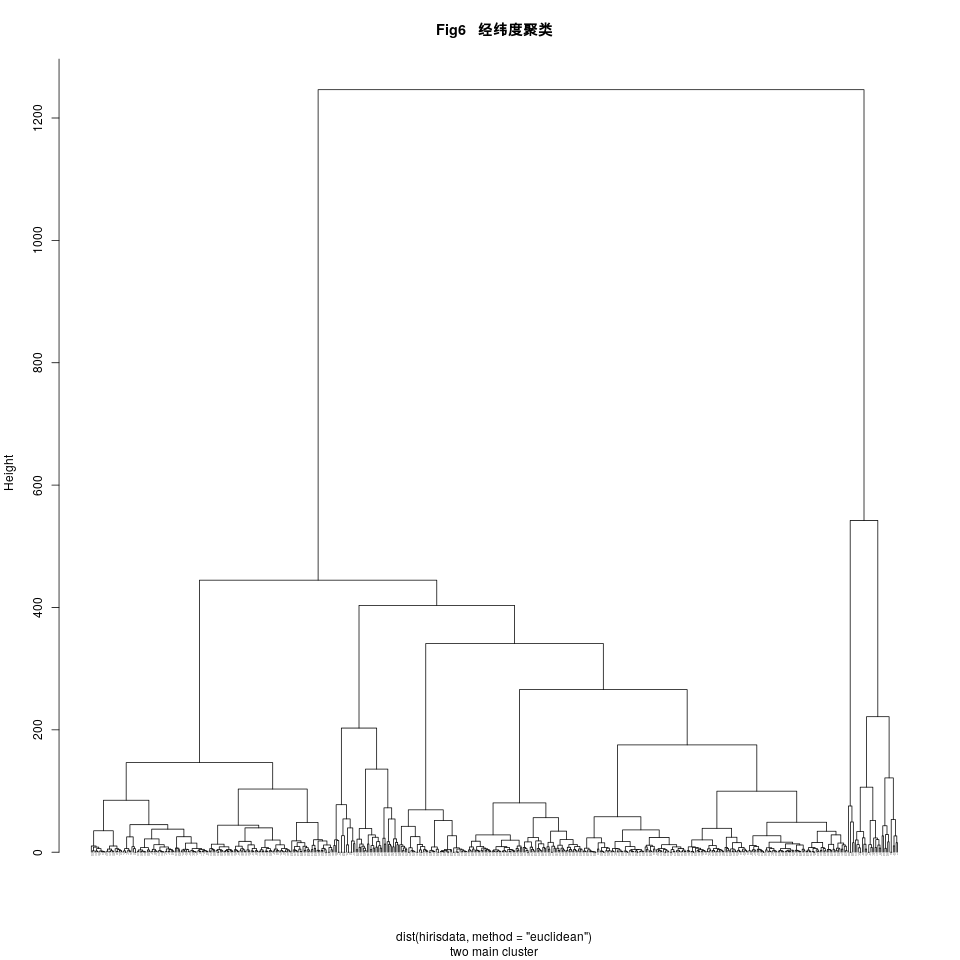 Fig6 经纬度聚类
1200
1000
800
600
400
200
0
Height
dist(hirisdata, method = "euclidean")
two main cluster